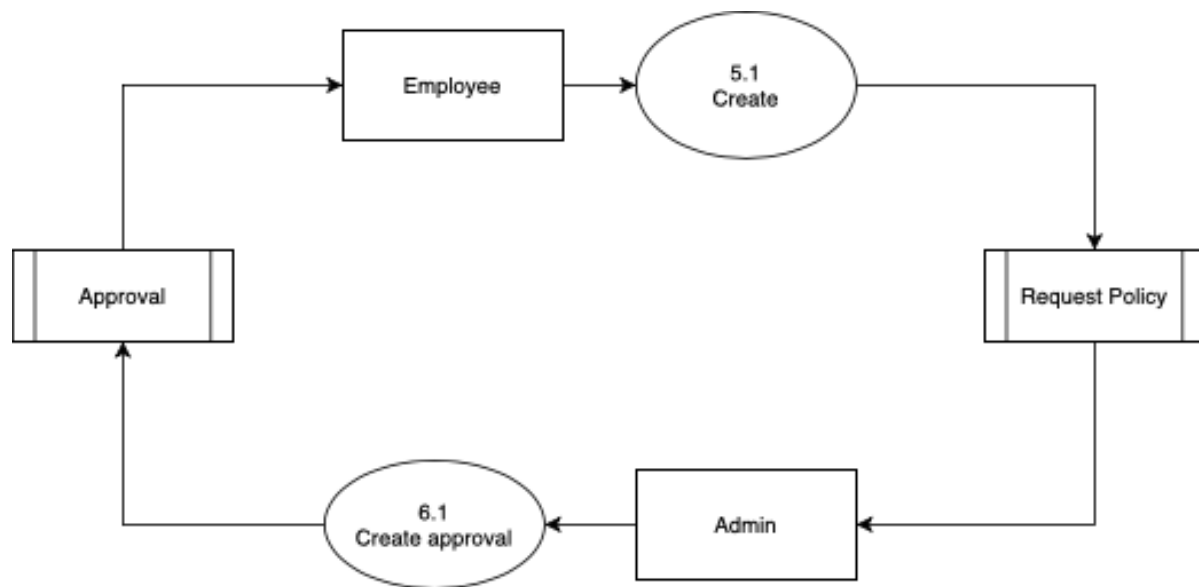 Employee
5.1
Create
Approval
Request Policy
6.1
Create approval
Admin